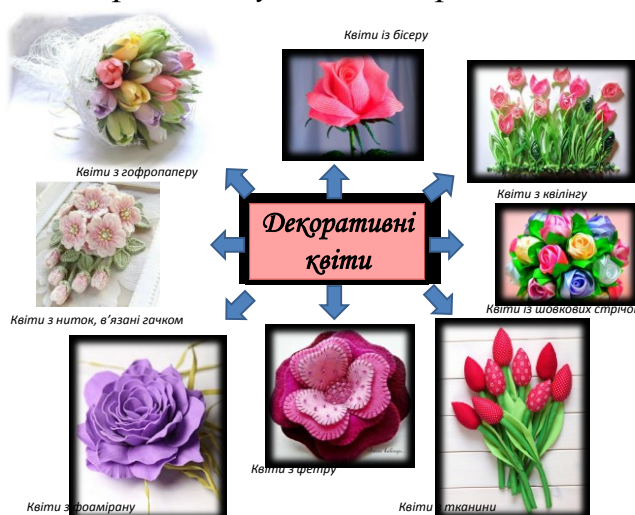 Квіти із бісеру
Квіти з гофропаперу
Квіти з квілінгу
Декоративні
квіти
Квіти з ниток, в’язані гачком
Квіти із шовкових
Квіти з фетру
Квіти з фоамірану
Квіти з тканини